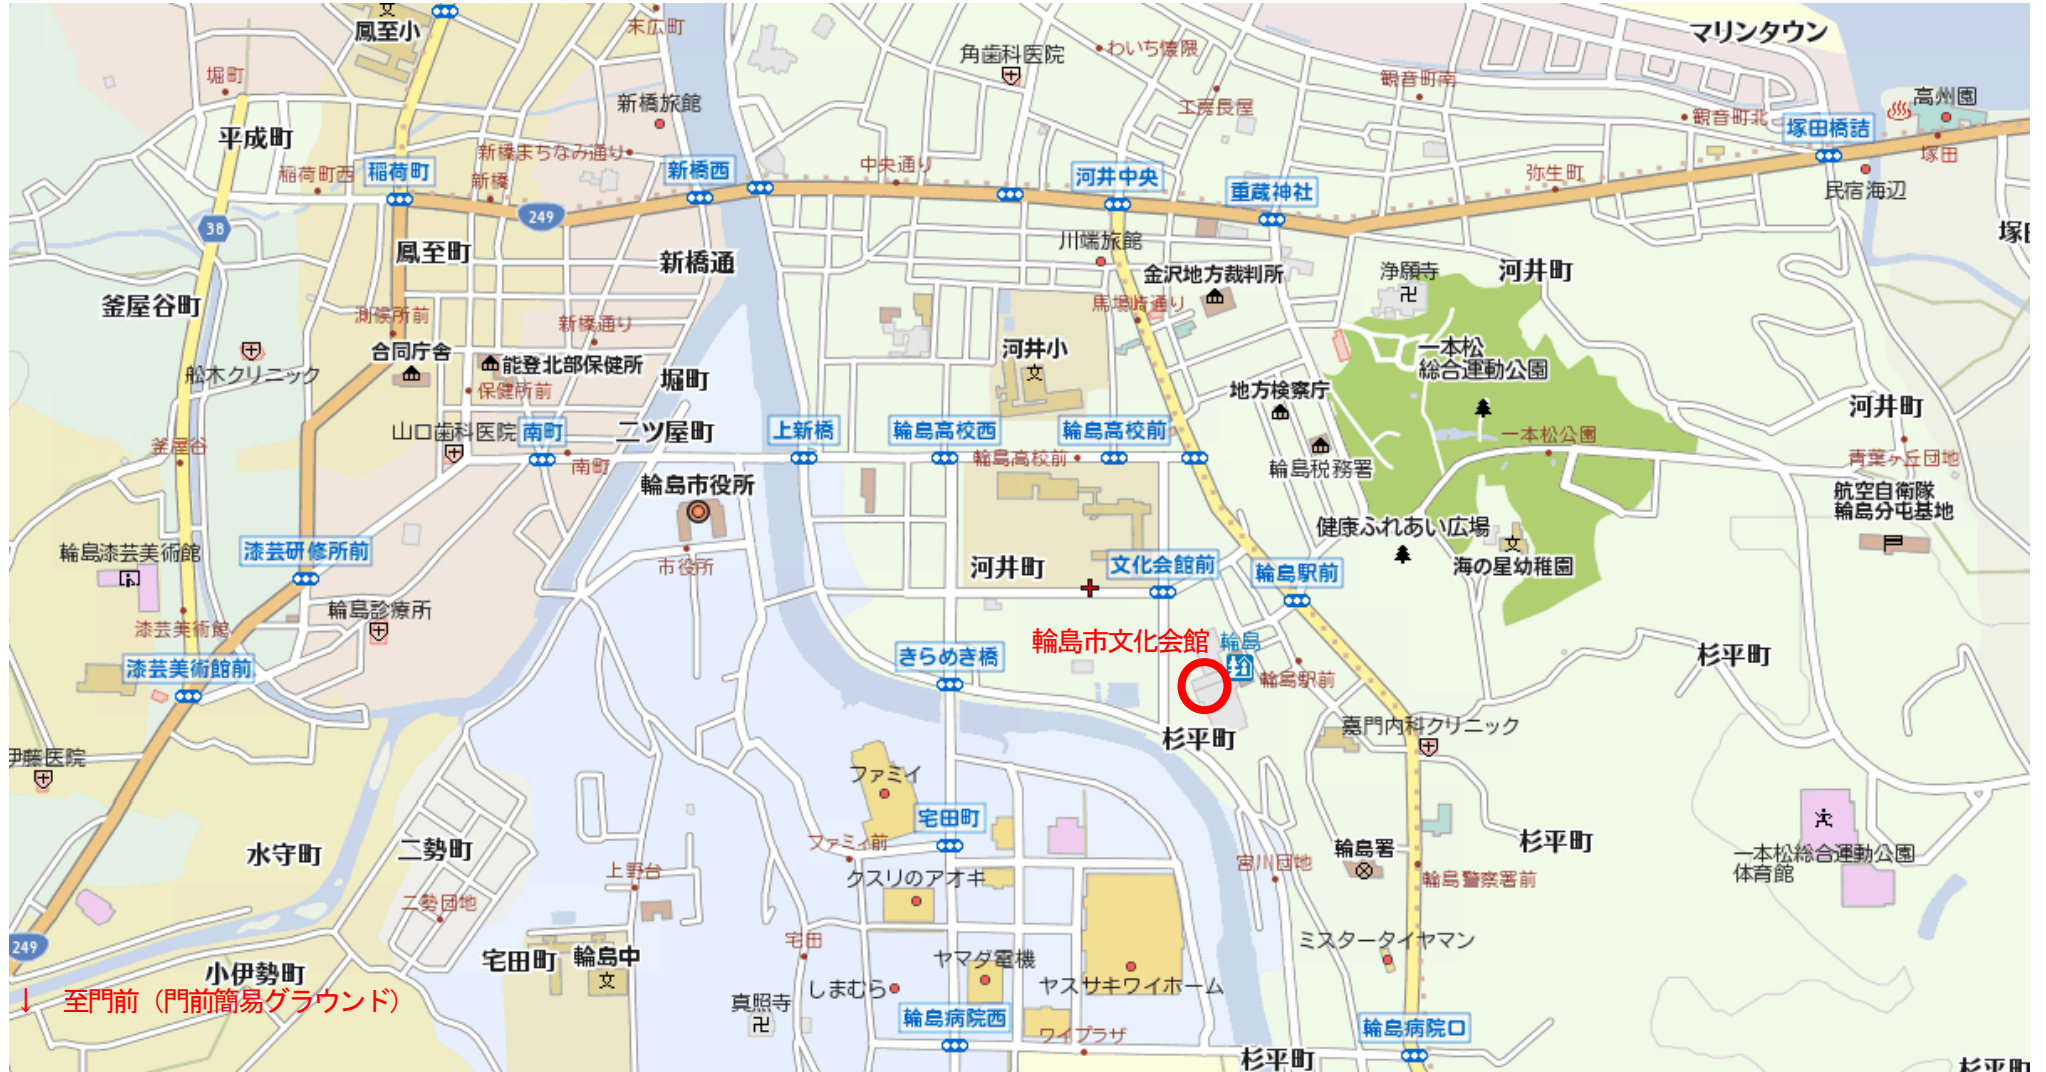 鳳至小
末広町
角歯科医院
わいち懐隈
マリンタウン
堀町
観音町南
新橋旅館
工房長屋
高州園
観音町北
塚田橋詰
平成町
新橋まちなみ通り
中央通り
塚田
稲荷町西
稲荷町
新橋
新橋西
河井中央
重蔵神社
弥生町
民宿海辺
38
249
鳳至町
新橋通
川端旅館
金沢地方裁判所
浄願寺
河井町
釜屋谷町
測候所前
新橋通り
馬場崎通り
合同庁舎
能登北部保健所
河井小
一本松
総合運動公園
舩木クリニック
保健所前
堀町
地方検察庁
河井町
山口歯科医院
南町
二ツ屋町
上新橋
輪島高校西
輪島高校前
一本松公園
釜屋谷
南町
輪島高校前
輪島税務署
青葉ヶ丘団地
輪島市役所
航空自衛隊
輪島分屯基地
健康ふれあい広場
輪島漆芸美術館
漆芸研修所前
市役所
河井町
文化会館前
輪島駅前
海の星幼稚園
輪島診療所
漆芸美術館
輪島市文化会館
輪島
漆芸美術館前
きらめき橋
輪島駅前
杉平町
嘉門内科クリニック
杉平町
伊藤医院
ファミイ
宅田町
水守町
二勢町
ファミィ前
輪島署
杉平町
一本松総合運動公園
体育館
上野台
クスリのアオキ
宮川団地
輪島警察署前
二勢団地
249
宅田
ミスタータイヤマン
小伊勢町
宅田町
輪島中
ヤマダ電機
しまむら
ヤスサキワイホーム
↓ 至門前（門前簡易グラウンド）
真照寺
輪島病院西
ワイプラザ
輪島病院口
杉平町
杉平町